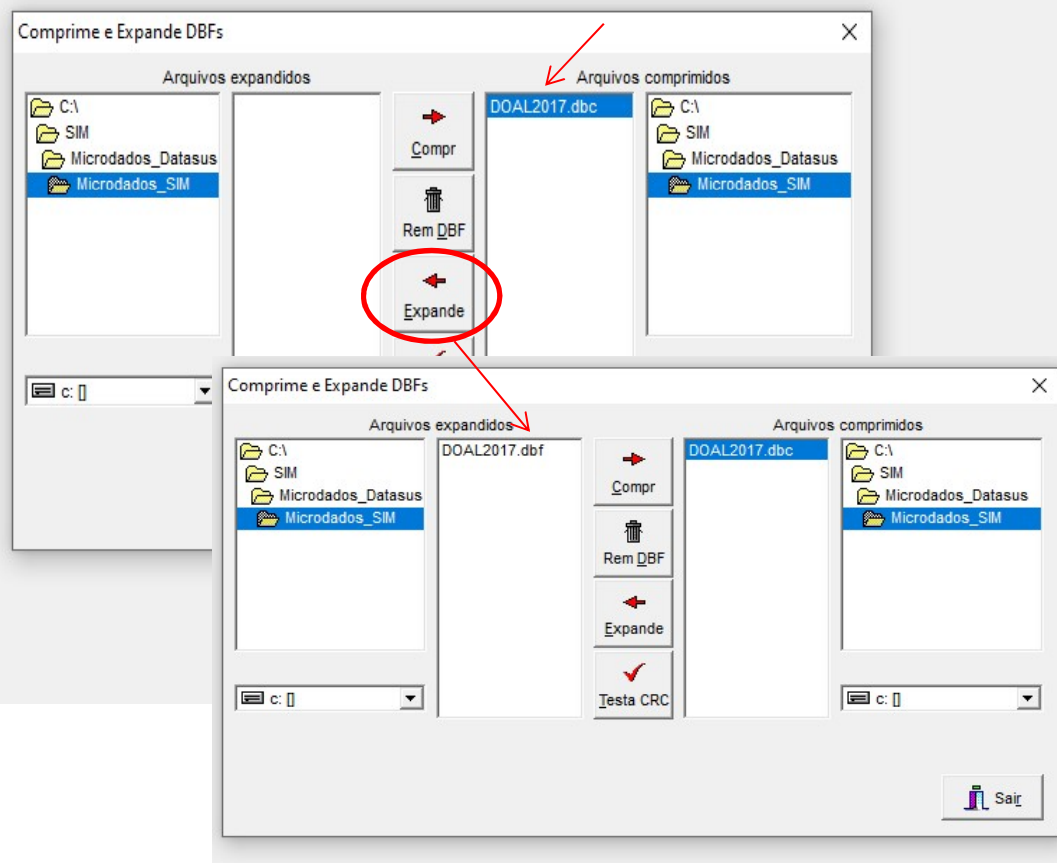 Comprime e Expande DBFs
Arquivos expandidos
Arquivos comprimidos
C:\
SIM
Microdados_Datasus
Microdados_SIM
Compr
Rem DBF
Expande
DOAL2017.dbc
C:\
SIM
Microdados_Datasus
Microdados_SIM
c: []
Comprime e Expande DBFs
Arquivos expandidos
Arquivos comprimidos
C:\
SIM
Microdados_Datasus
Microdados_SIM
c: []
DOAL2017.dbf
Compr
Rem DBF
Expande
Testa CRC
DOAL2017.dbc
C:\
SIM
Microdados_Datasus
Microdados_SIM
c: []
Sair